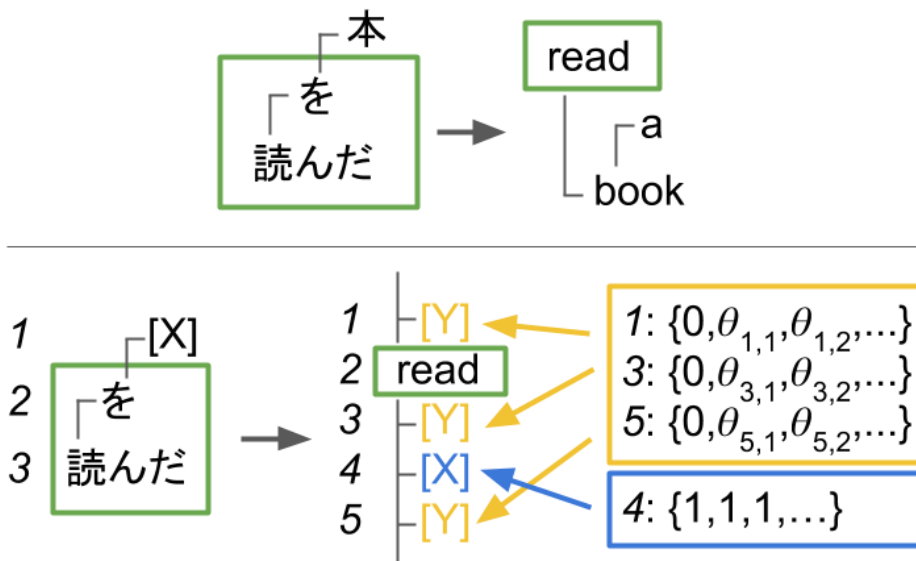 本
を
読んだ
read
a
book
1
[X]
2
を
3
読んだ
1
[Y]
2
read
3
[Y]
4
[X]
5
[Y]
1: {0,θ1,1,θ1,2,...}
3: {0,θ3,1,θ3,2,...}
5: {0,θ5,1,θ5,2,...}
4: {1,1,1,...}